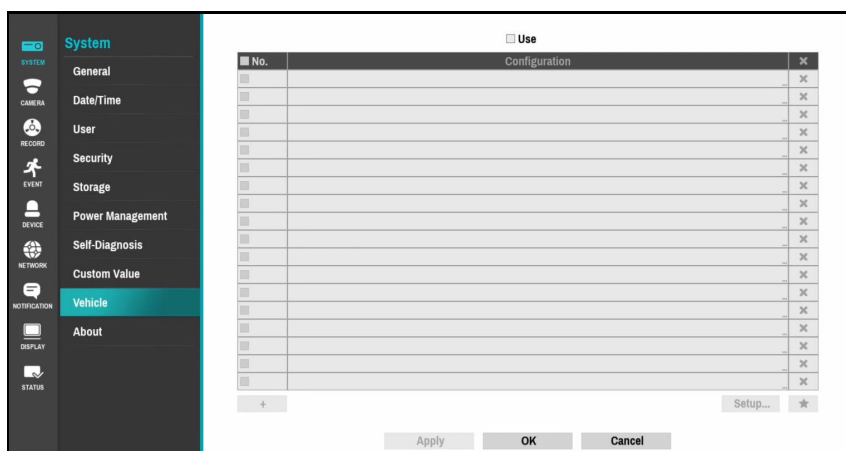 SYSTEM
CAMERA
RECORD
EVENT
DEVICE
NETWORK
NOTIFICATION
DISPLAY
STATUS
System
General
Date/Time
User
Security
Storage
Power Management
Self-Diagnosis
Custom Value
Vehicle
About
Use
No. Configuration
+ Setup...
Apply OK Cancel